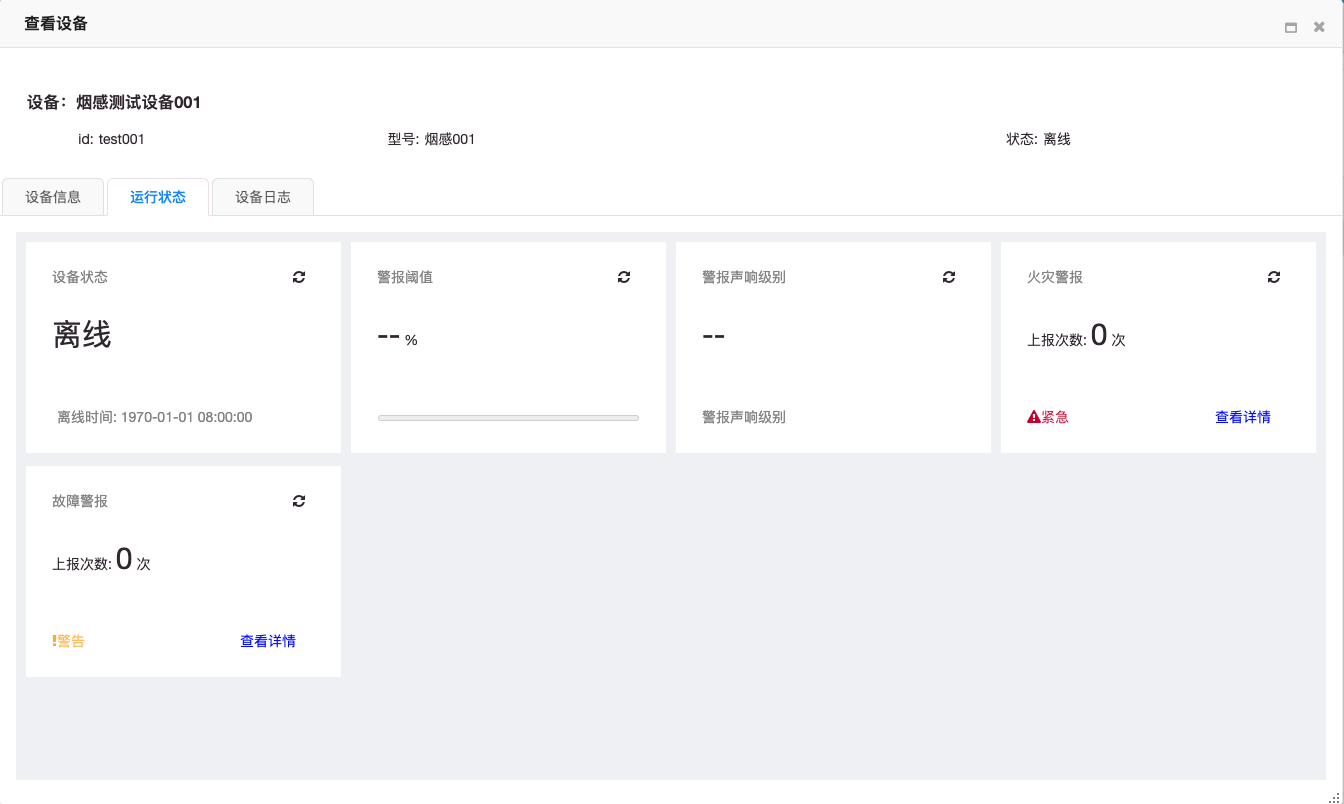 查看设备
设备：烟感测试设备001
id: test001 型号: 烟感001 状态: 离线
设备信息 运行状态 设备日志
设备状态 警报阈值 警报声响级别 火灾警报
离线 -- % -- 上报次数: 0 次
离线时间: 1970-01-01 08:00:00 警报声响级别 紧急 查看详情
故障警报
上报次数: 0 次
警告 查看详情